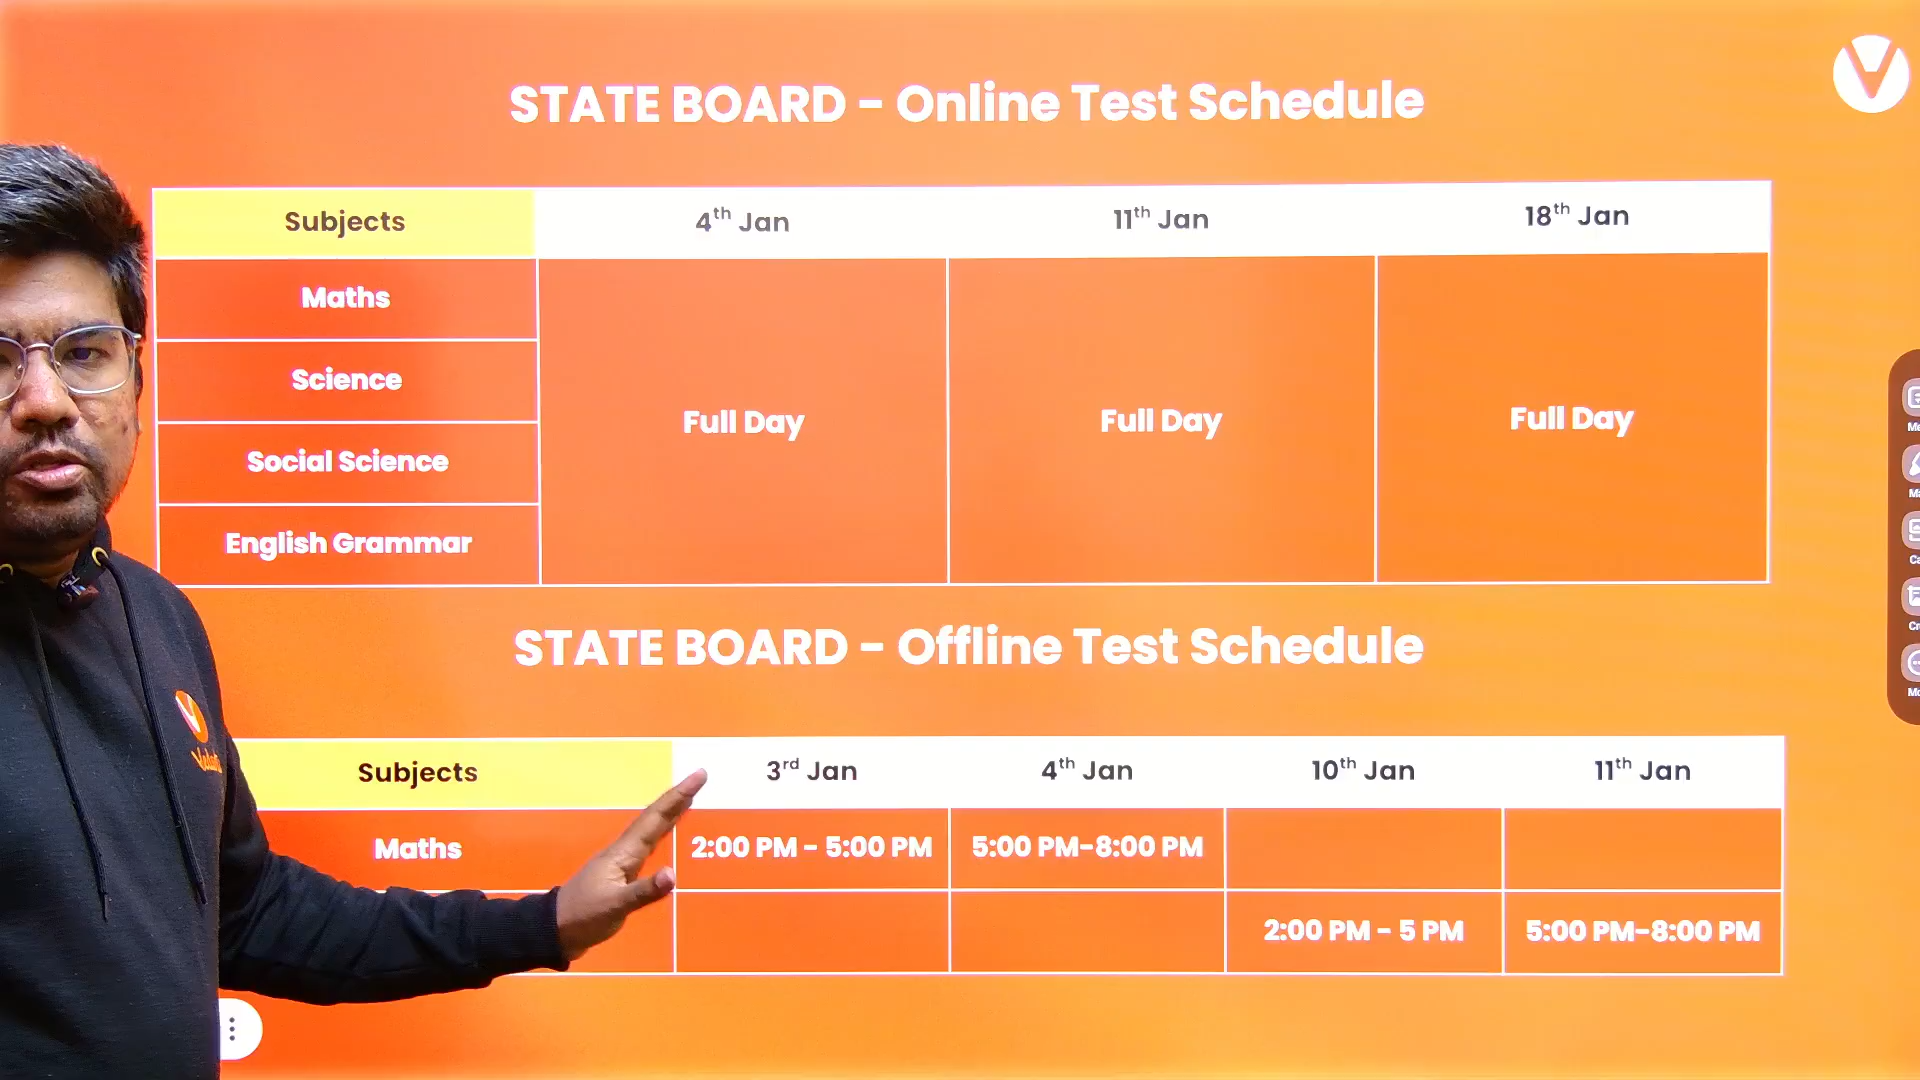 STATE BOARD - Online Test Schedule
Subjects 4th Jan 11th Jan 18th Jan
Maths
Science
Full Day Full Day Full Day
Social Science
English Grammar
STATE BOARD - Offline Test Schedule
Subjects 3rd Jan 4th Jan 10th Jan 11th Jan
Maths 2:00 PM - 5:00 PM 5:00 PM-8:00 PM
2:00 PM - 5 PM 5:00 PM-8:00 PM